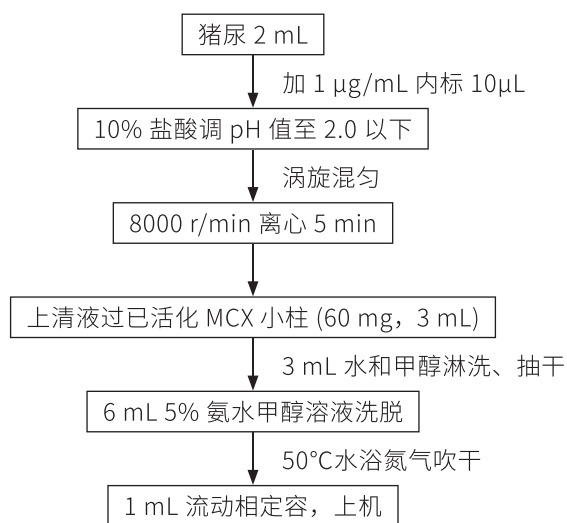 猪尿 2 mL
加 1 μg/mL 内标 10μL
10% 盐酸调 pH 值至 2.0 以下
涡旋混匀
8000 r/min 离心 5 min
上清液过已活化 MCX 小柱 (60 mg，3 mL)
3 mL 水和甲醇淋洗、抽干
6 mL 5% 氨水甲醇溶液洗脱
50℃水浴氮气吹干
1 mL 流动相定容，上机